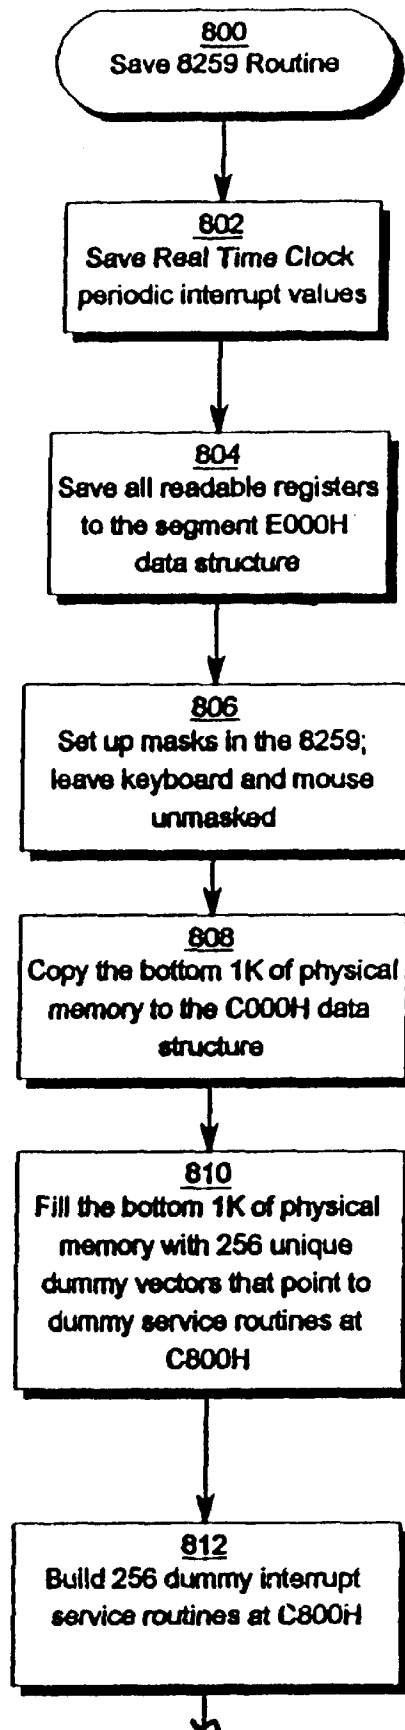 800
Save 8259 Routine
802
Save Real Time Clock
periodic interrupt values
804
Save all readable registers
to the segment E000H
data structure
806
Set up masks in the 8259;
leave keyboard and mouse
unmasked
808
Copy the bottom 1K of physical
memory to the C000H data
structure
810
Fill the bottom 1K of physical
memory with 256 unique
dummy vectors that point to
dummy service routines at
C800H
812
Build 256 dummy interrupt
service routines at C800H